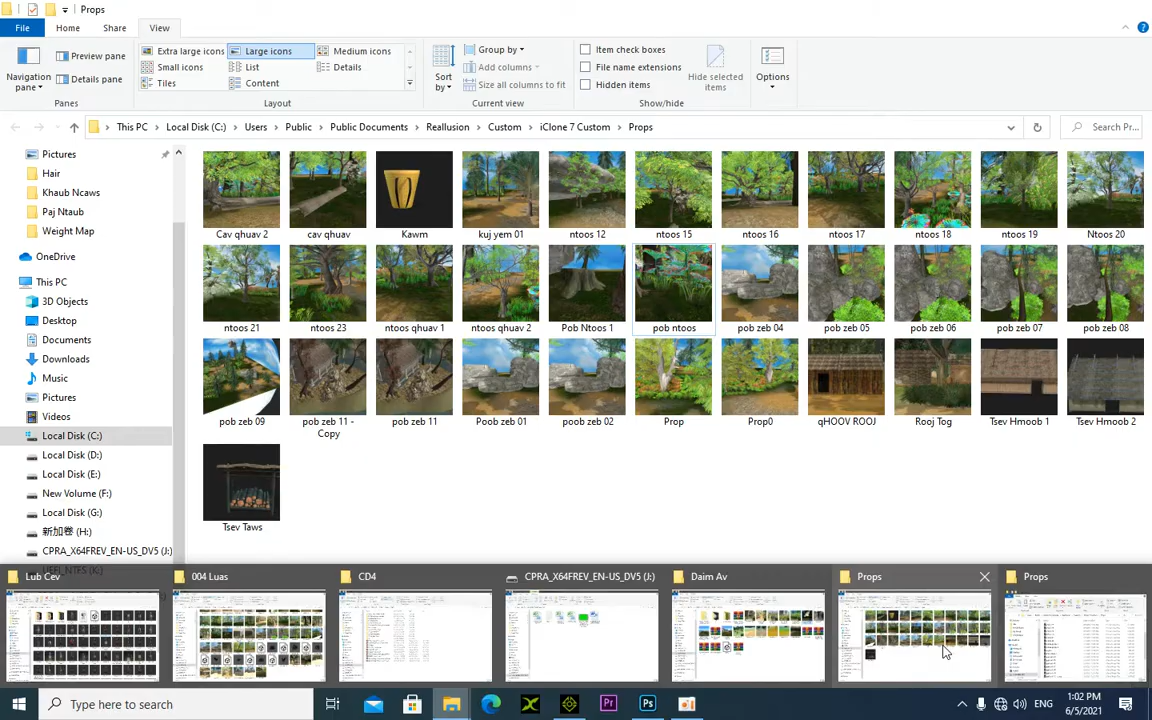 Props
File
Home
Share
View
Navigation pane
Preview pane
Details pane
Panes
Extra large icons
Large icons
Medium icons
Small icons
List
Details
Tiles
Content
Layout
Sort by
Group by
Add columns
Size all columns to fit
Current view
Item check boxes
File name extensions
Hidden items
Hide selected items
Show/hide
Options
This PC > Local Disk (C:) > Users > Public > Public Documents > Reallusion > Custom > iClone 7 Custom > Props
Search Pr...
Pictures
Hair
Khaub Ncaws
Paj Ntaub
Weight Map
OneDrive
This PC
3D Objects
Desktop
Documents
Downloads
Music
Pictures
Videos
Local Disk (C:)
Local Disk (D:)
Local Disk (E:)
New Volume (F:)
Local Disk (G:)
新加卷 (H:)
CPRA_X64FREV_EN-US_DV5 (J:)
UEFI_NTFS (K:)
Cav qhuav 2
cav qhuav
Kawm
kuj yem 01
ntoos 12
ntoos 15
ntoos 16
ntoos 17
ntoos 18
ntoos 19
Ntoos 20
ntoos 21
ntoos 23
ntoos qhuav 1
ntoos qhuav 2
Pob Ntoos 1
pob ntoos
pob zeb 04
pob zeb 05
pob zeb 06
pob zeb 07
pob zeb 08
pob zeb 09
pob zeb 11 - Copy
pob zeb 11
Poob zeb 01
poob zeb 02
Prop
Prop0
qHOOV ROOJ
Rooj Tog
Tsev Hmoob 1
Tsev Hmoob 2
Tsev Taws
Lub Cev
004 Luas
CD4
CPRA_X64FREV_EN-US_DV5 (J:)
Daim Av
Props
Props
Type here to search
Pr
Ps
ENG
1:02 PM
6/5/2021